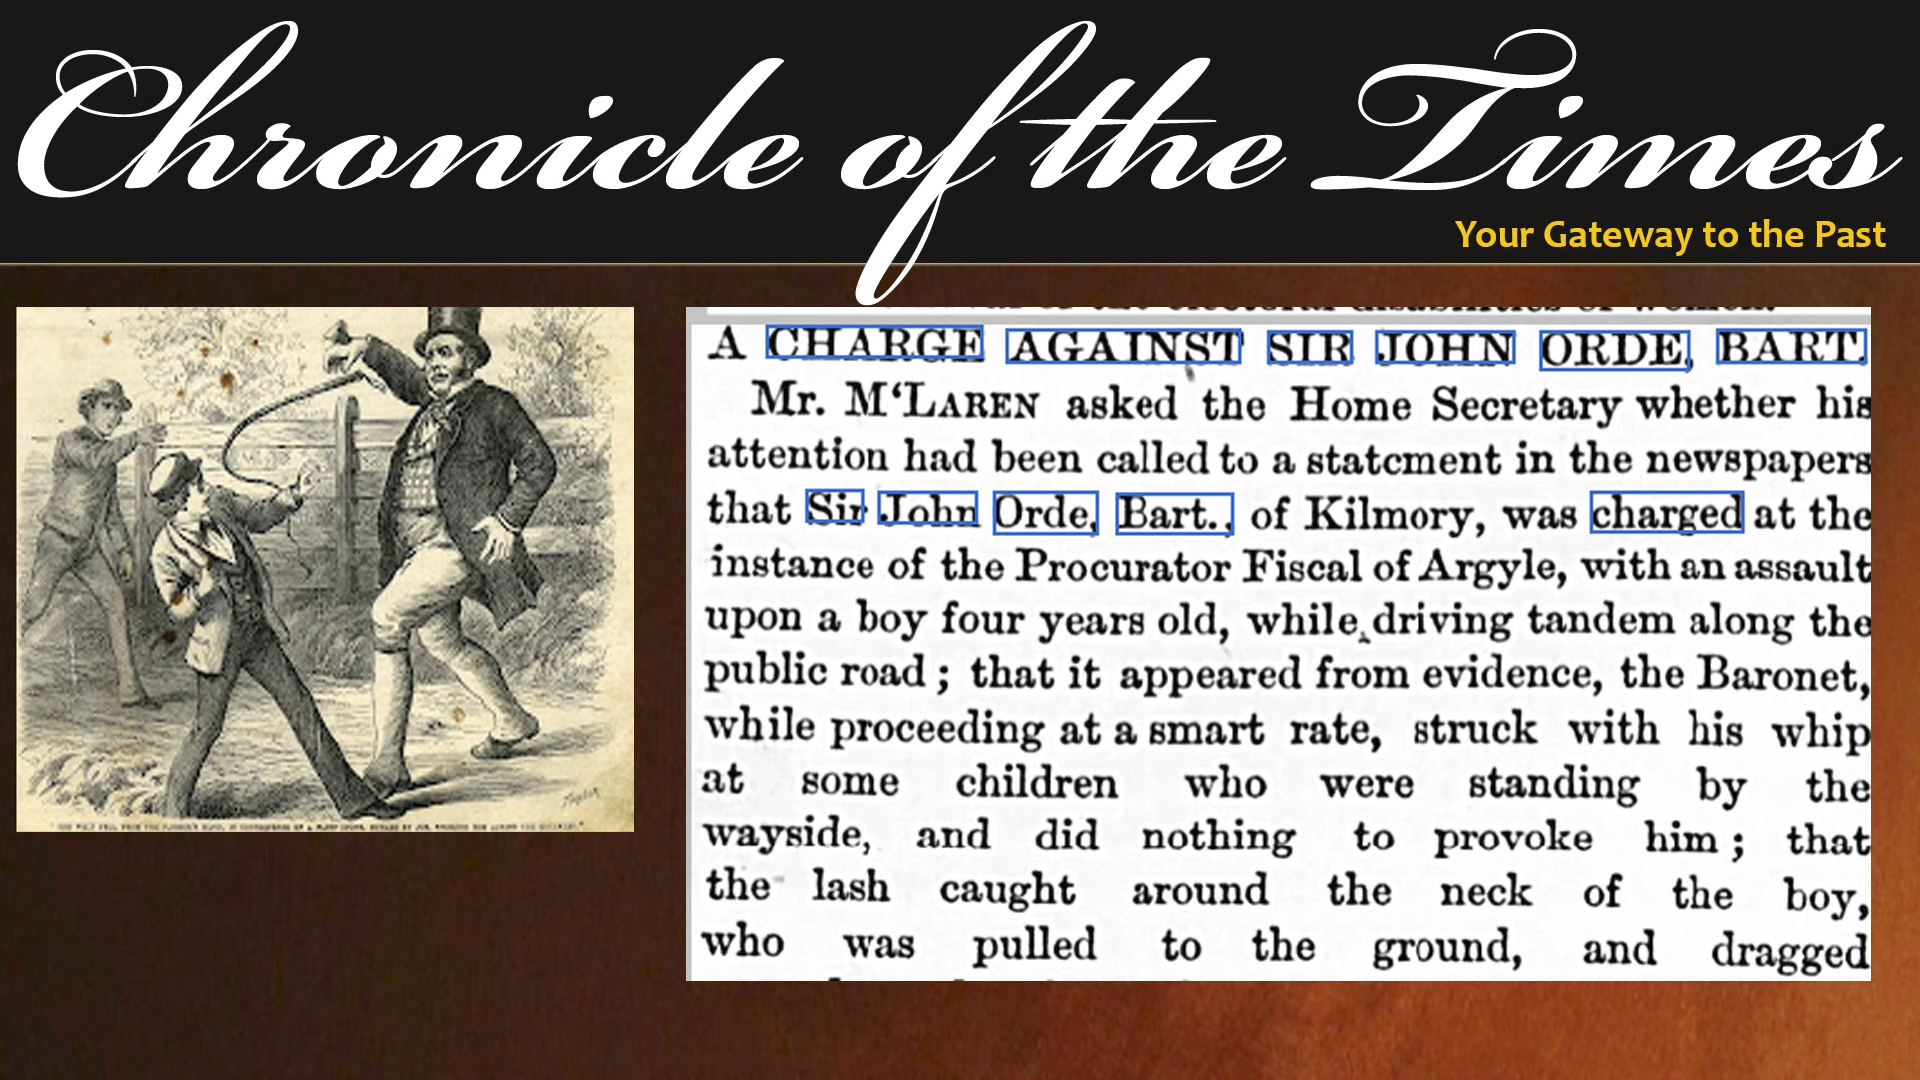 Chronicle of the Times
Your Gateway to the Past
A CHARGE AGAINST SIR JOHN ORDE, BART.
Mr. M‘LAREN asked the Home Secretary whether his
attention had been called to a statcment in the newspapers
that Sir John Orde, Bart., of Kilmory, was charged at the
instance of the Procurator Fiscal of Argyle, with an assault
upon a boy four years old, while driving tandem along the
public road; that it appeared from evidence, the Baronet,
while proceeding at a smart rate, struck with his whip
at some children who were standing by the
wayside, and did nothing to provoke him; that
the lash caught around the neck of the boy,
who was pulled to the ground, and dragged